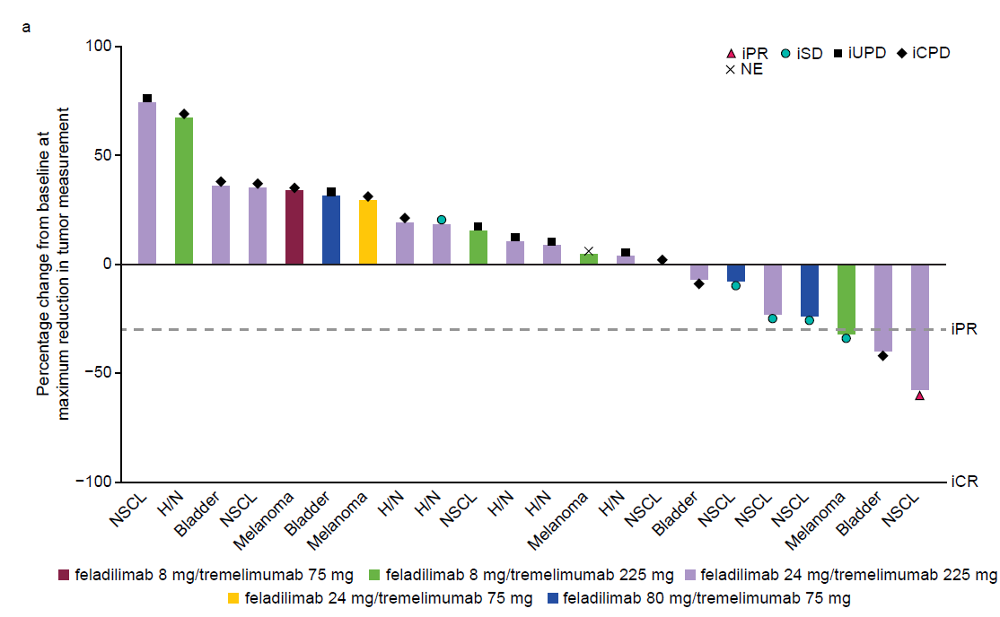 a
100
50
0
−50
−100
Percentage change from baseline at
maximum reduction in tumor measurement
iPR iSD iUPD iCPD
NE
iPR
iCR
NSCL
H/N
Bladder
NSCL
Melanoma
Bladder
Melanoma
H/N
H/N
NSCL
H/N
H/N
Melanoma
H/N
NSCL
Bladder
NSCL
NSCL
NSCL
Melanoma
Bladder
NSCL
feladilimab 8 mg/tremelimumab 75 mg feladilimab 8 mg/tremelimumab 225 mg feladilimab 24 mg/tremelimumab 225 mg
feladilimab 24 mg/tremelimumab 75 mg feladilimab 80 mg/tremelimumab 75 mg